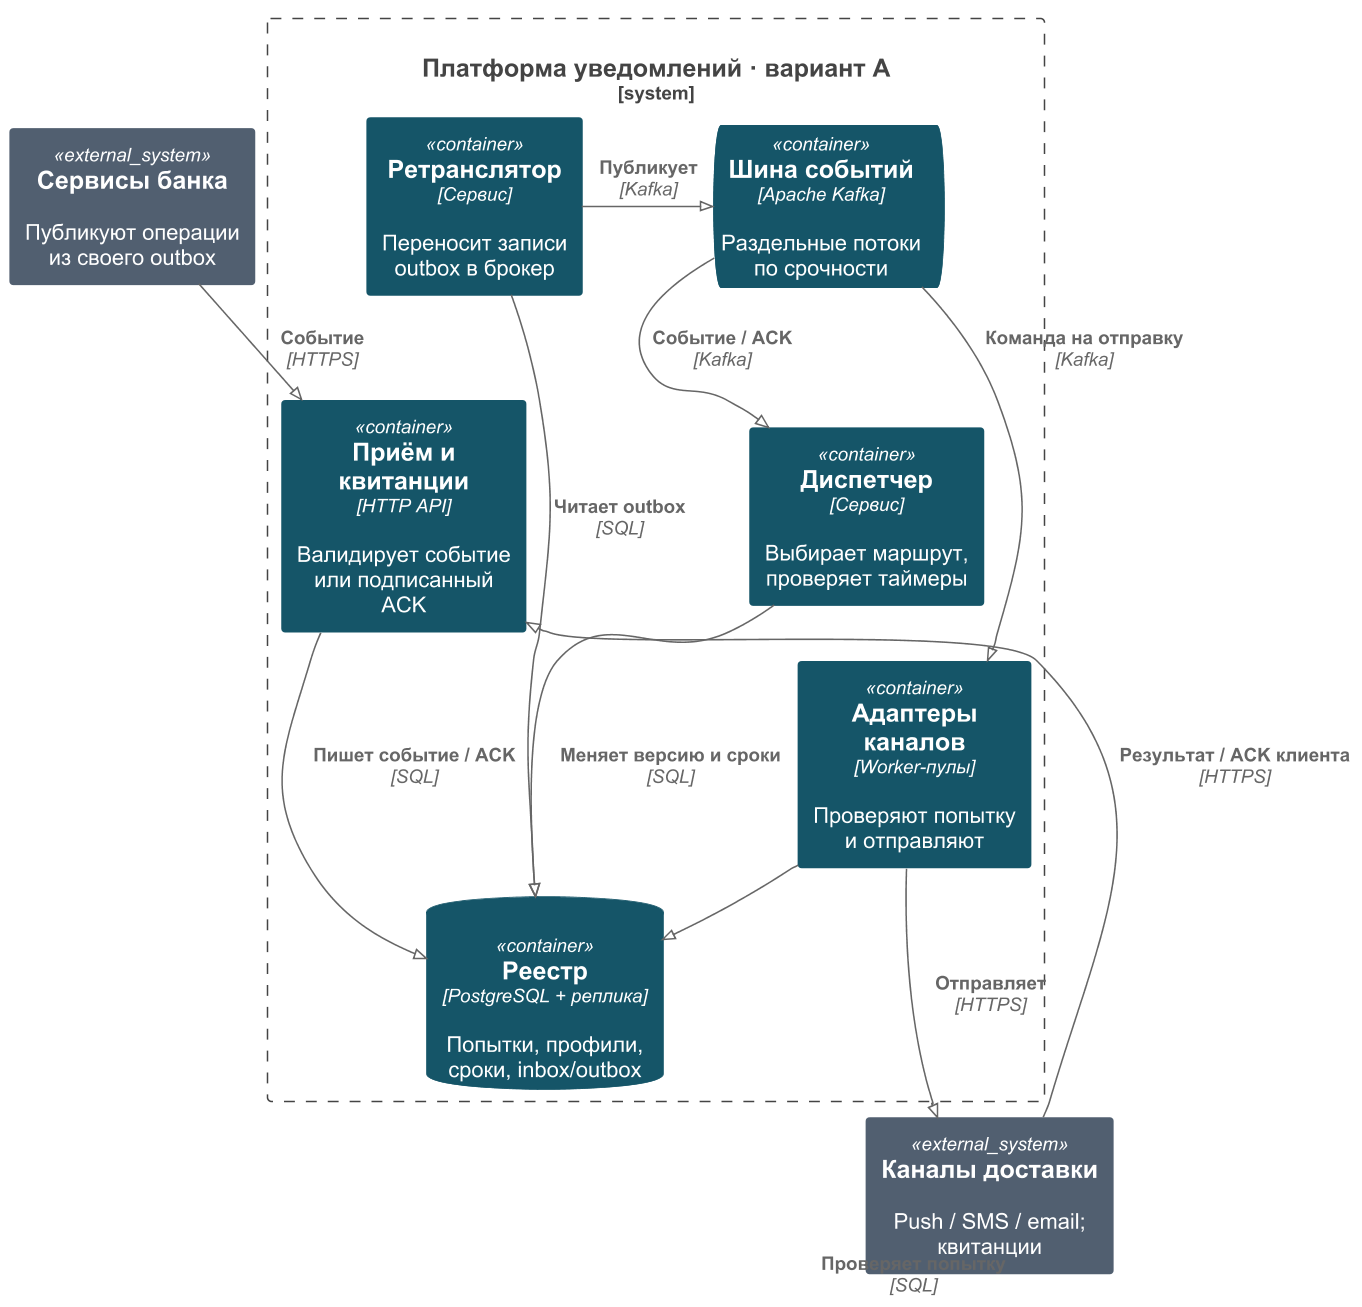 Платформа уведомлений · вариант A
[system]
«external_system»
Сервисы банка
Публикуют операции
из своего outbox
«container»
Ретранслятор
[Сервис]
Переносит записи
outbox в брокер
Публикует
[Kafka]
«container»
Шина событий
[Apache Kafka]
Раздельные потоки
по срочности
Событие
[HTTPS]
Событие / ACK
[Kafka]
Команда на отправку
[Kafka]
«container»
Приём и
квитанции
[HTTP API]
Валидирует событие
или подписанный
ACK
Читает outbox
[SQL]
«container»
Диспетчер
[Сервис]
Выбирает маршрут,
проверяет таймеры
«container»
Адаптеры
каналов
[Worker-пулы]
Проверяют попытку
и отправляют
Пишет событие / ACK
[SQL]
Меняет версию и сроки
[SQL]
Результат / ACK клиента
[HTTPS]
«container»
Реестр
[PostgreSQL + реплика]
Попытки, профили,
сроки, inbox/outbox
Отправляет
[HTTPS]
«external_system»
Каналы доставки
Push / SMS / email;
квитанции
Проверяет попытку
[SQL]